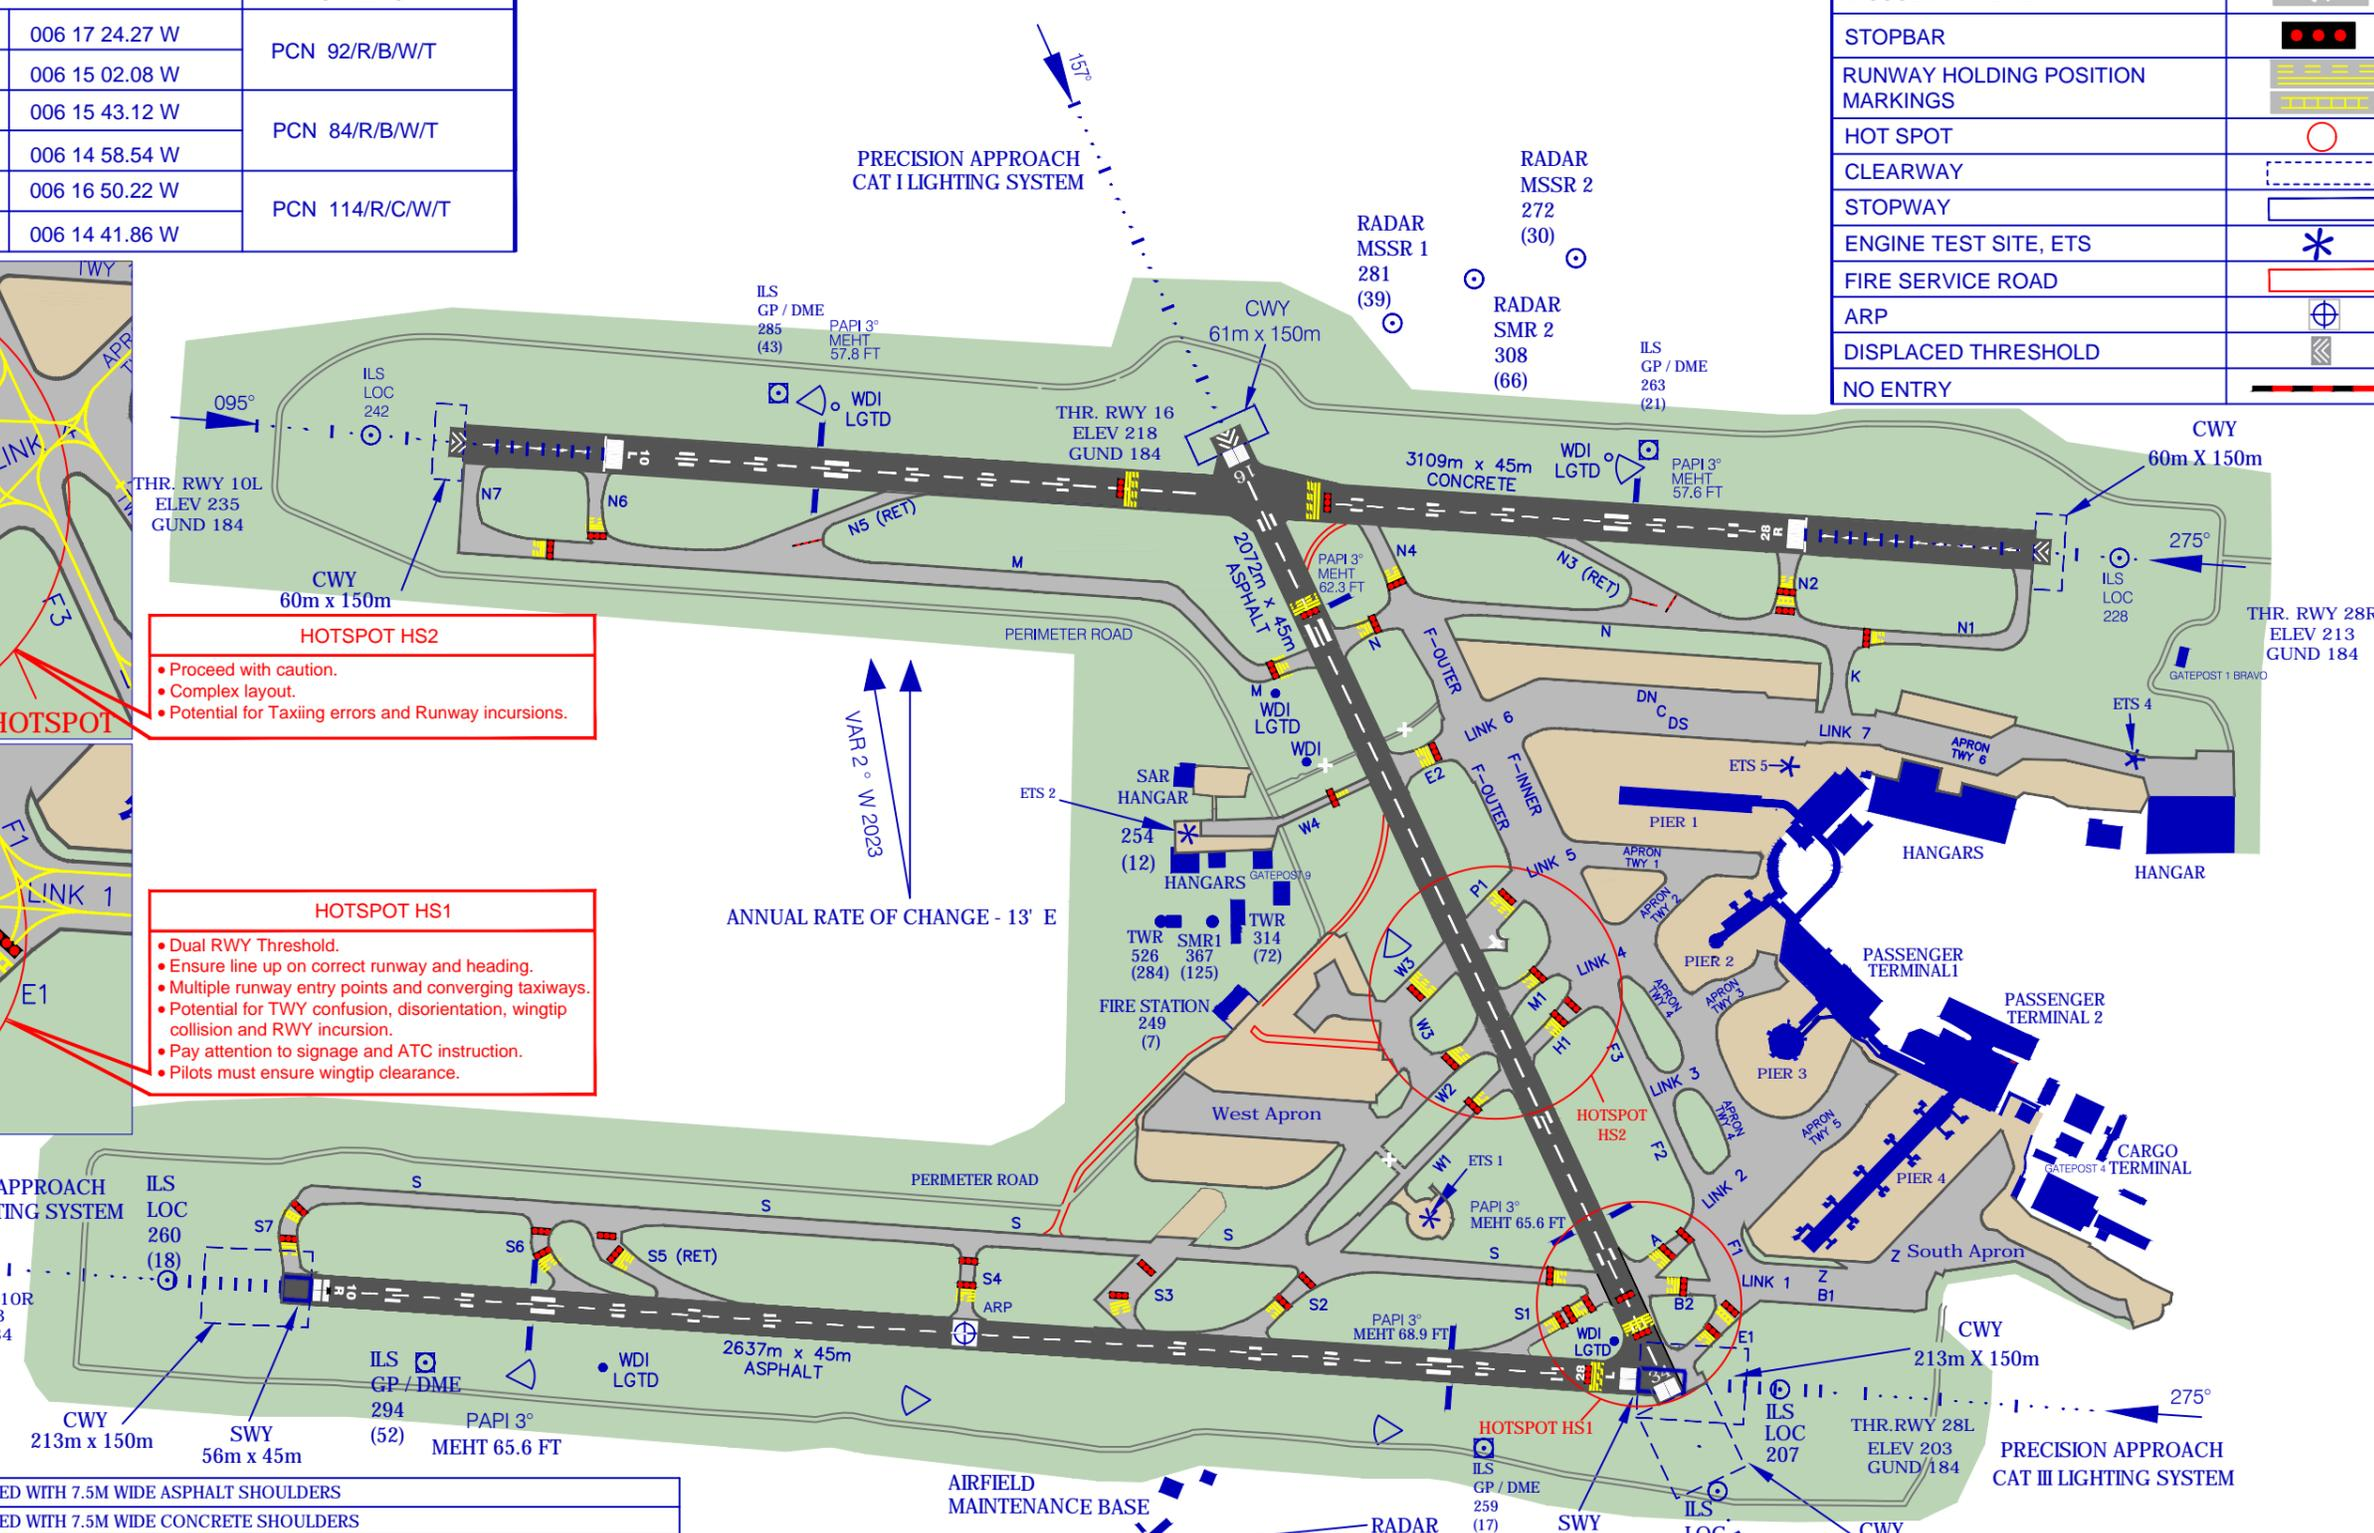 006 17 24.27 W
PCN 92/R/B/W/T
006 15 02.08 W
006 15 43.12 W
PCN 84/R/B/W/T
006 14 58.54 W
006 16 50.22 W
PCN 114/R/C/W/T
006 14 41.86 W
STOPBAR
RUNWAY HOLDING POSITION
MARKINGS
HOT SPOT
CLEARWAY
STOPWAY
ENGINE TEST SITE, ETS
FIRE SERVICE ROAD
ARP
DISPLACED THRESHOLD
NO ENTRY
157°
PRECISION APPROACH
CAT I LIGHTING SYSTEM
RADAR
MSSR 2
272
(30)
RADAR
MSSR 1
281
(39)
RADAR
SMR 2
308
(66)
CWY
61m x 150m
ILS
GP / DME
285
(43)
PAPI 3°
MEHT
57.8 FT
WDI
LGTD
ILS
LOC
242
095°
THR. RWY 10L
ELEV 235
GUND 184
CWY
60m x 150m
THR. RWY 16
ELEV 218
GUND 184
ILS
GP / DME
263
(21)
WDI
LGTD
PAPI 3°
MEHT
57.6 FT
3109m x 45m
CONCRETE
CWY
60m X 150m
275°
ILS
LOC
228
THR. RWY 28R
ELEV 213
GUND 184
GATEPOST 1 BRAVO
10
L
16
28
R
N7
N6
N5 (RET)
M
N4
N3 (RET)
N2
N
N1
K
2072m x 45m
ASPHALT
PAPI 3°
MEHT
62.3 FT
N
PERIMETER ROAD
M
WDI
LGTD
WDI
F-OUTER
LINK 6
DN
C
DS
LINK 7
APRON
TWY 6
ETS 4
ETS 5
E2
F-OUTER
F-INNER
PIER 1
HANGARS
HANGAR
TWY
LINK
F3
HOTSPOT
HOTSPOT HS2
• Proceed with caution.
• Complex layout.
• Potential for Taxiing errors and Runway incursions.
F1
LINK 1
E1
HOTSPOT HS1
• Dual RWY Threshold.
• Ensure line up on correct runway and heading.
• Multiple runway entry points and converging taxiways.
• Potential for TWY confusion, disorientation, wingtip
collision and RWY incursion.
• Pay attention to signage and ATC instruction.
• Pilots must ensure wingtip clearance.
VAR 2 ° W 2023
ANNUAL RATE OF CHANGE - 13' E
SAR
HANGAR
ETS 2
254
(12)
HANGARS
GATEPOST 9
W4
TWR
526
(284)
SMR1
367
(125)
TWR
314
(72)
FIRE STATION
249
(7)
LINK 5
APRON
TWY 1
APRON
TWY 2
P1
W3
M1
H1
W3
W2
W1
LINK 4
F3
PIER 2
APRON
TWY 3
APRON
TWY 4
PASSENGER
TERMINAL1
PASSENGER
TERMINAL 2
PIER 3
LINK 3
APRON
TWY 4
APRON
TWY 5
HOTSPOT
HS2
F2
LINK 2
PIER 4
CARGO
TERMINAL
GATEPOST 4
West Apron
ETS 1
PAPI 3°
MEHT 65.6 FT
PERIMETER ROAD
APPROACH
TING SYSTEM
ILS
LOC
260
(18)
10R
S
S
S
S
S
S7
S6
S5 (RET)
S4
ARP
S3
S2
S1
A
F1
B2
E1
LINK 1
Z
B1
Z
South Apron
WDI
LGTD
PAPI 3°
MEHT 68.9 FT
10
R
28
L
34
2637m x 45m
ASPHALT
CWY
213m x 150m
SWY
56m x 45m
ILS
GP / DME
294
(52)
PAPI 3°
MEHT 65.6 FT
WDI
LGTD
HOTSPOT HS1
CWY
213m X 150m
275°
ILS
LOC
207
THR.RWY 28L
ELEV 203
GUND 184
PRECISION APPROACH
CAT III LIGHTING SYSTEM
ED WITH 7.5M WIDE ASPHALT SHOULDERS
ED WITH 7.5M WIDE CONCRETE SHOULDERS
AIRFIELD
MAINTENANCE BASE
RADAR
ILS
GP / DME
259
(17)
SWY
ILS
LOC
CWY